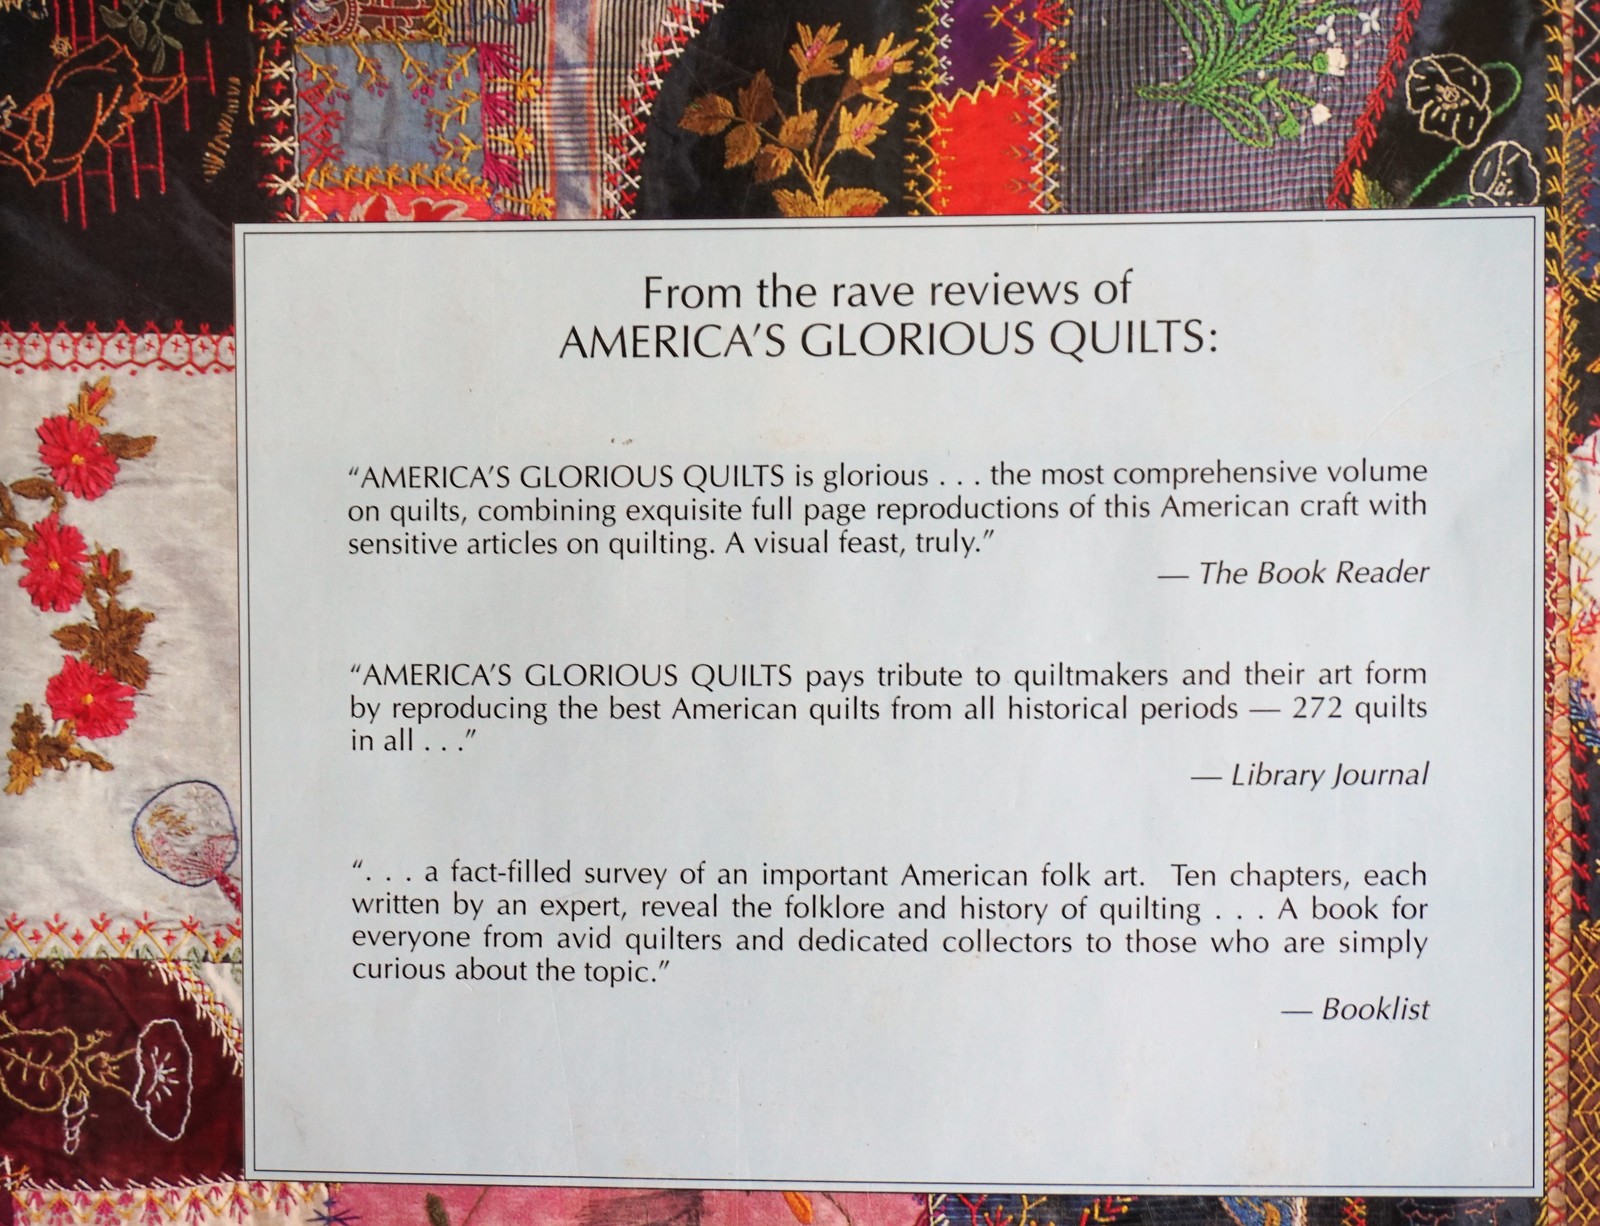 From the rave reviews of
AMERICA'S GLORIOUS QUILTS:
“AMERICA'S GLORIOUS QUILTS is glorious . . . the most comprehensive volume
on quilts, combining exquisite full page reproductions of this American craft with
sensitive articles on quilting. A visual feast, truly.”
— The Book Reader
“AMERICA'S GLORIOUS QUILTS pays tribute to quiltmakers and their art form
by reproducing the best American quilts from all historical periods — 272 quilts
in all . . .”
— Library Journal
“. . . a fact-filled survey of an important American folk art. Ten chapters, each
written by an expert, reveal the folklore and history of quilting . . . A book for
everyone from avid quilters and dedicated collectors to those who are simply
curious about the topic.”
— Booklist